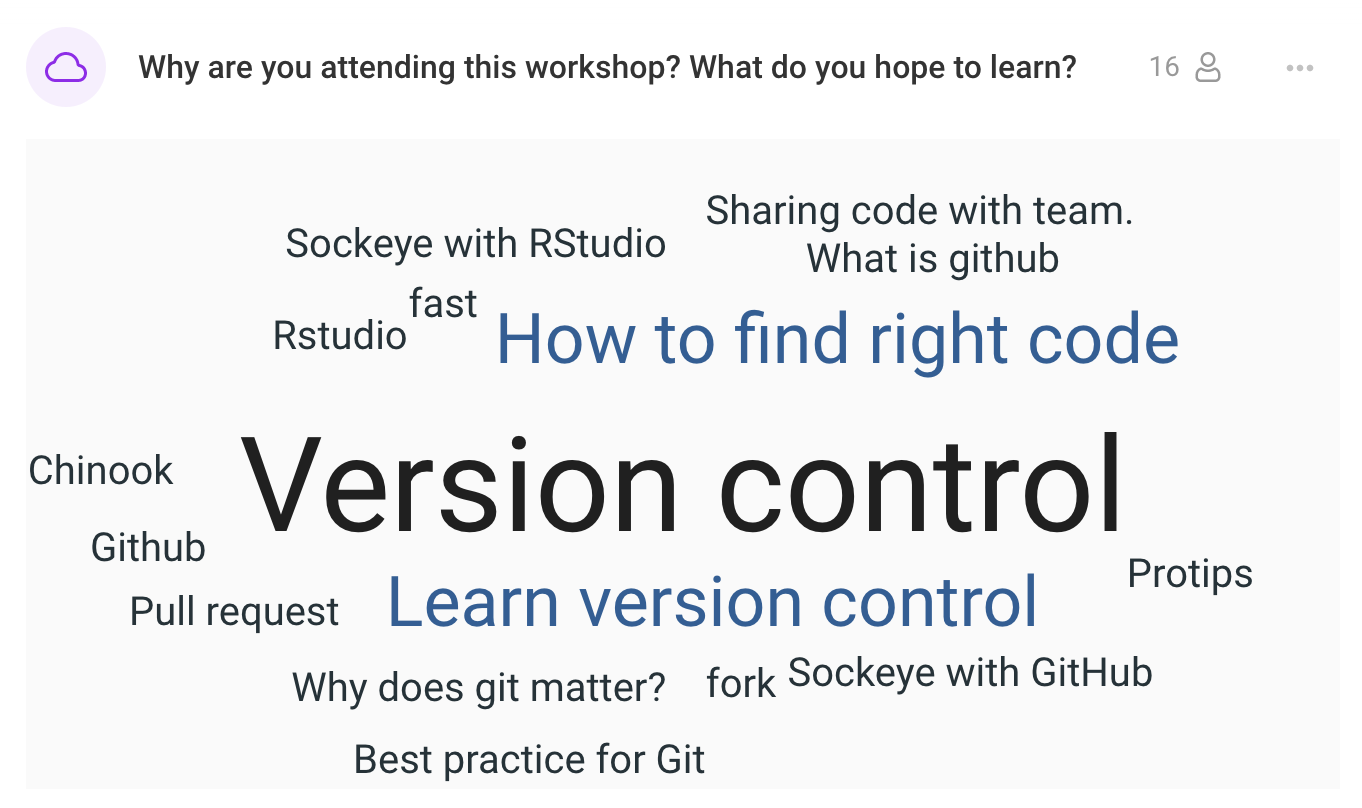 Why are you attending this workshop? What do you hope to learn?
16
Sharing code with team.
What is github
Sockeye with RStudio
fast
Rstudio
How to find right code
Chinook
Version control
Github
Protips
Pull request
Learn version control
Why does git matter?
fork
Sockeye with GitHub
Best practice for Git